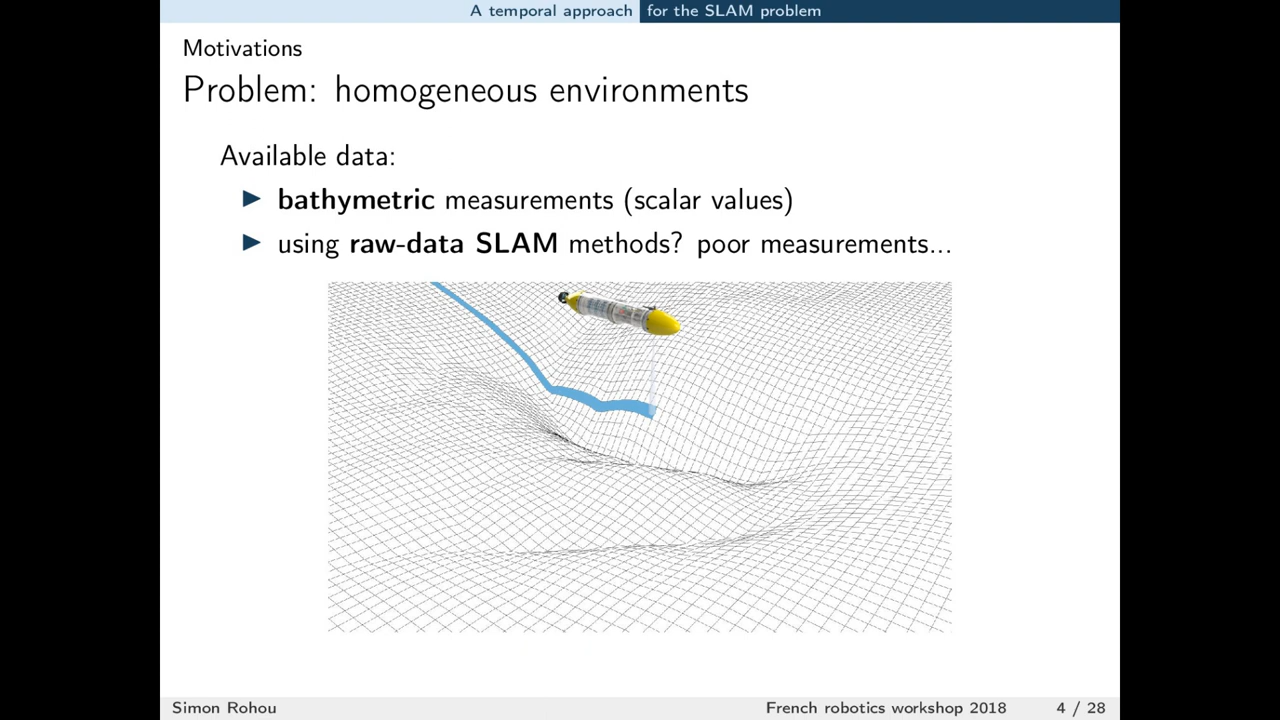 A temporal approach for the SLAM problem
Motivations
Problem: homogeneous environments
Available data:
bathymetric measurements (scalar values)
using raw-data SLAM methods? poor measurements...
Simon Rohou French robotics workshop 2018 4 / 28